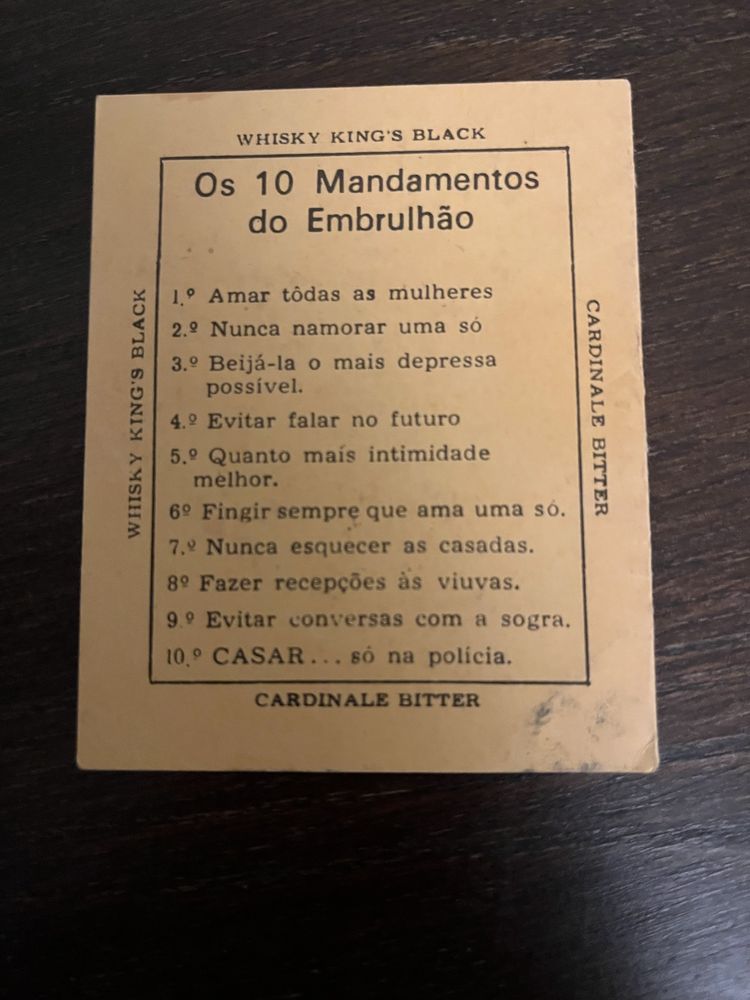 WHISKY KING'S BLACK
Os 10 Mandamentos
do Embrulhão
1.º Amar tôdas as mulheres
2.º Nunca namorar uma só
3.º Beijá-la o mais depressa
possível.
4.º Evitar falar no futuro
5.º Quanto mais intimidade
melhor.
6º Fingir sempre que ama uma só.
7.º Nunca esquecer as casadas.
8º Fazer recepções às viuvas.
9.º Evitar conversas com a sogra.
10.º CASAR... só na polícia.
WHISKY KING'S BLACK
CARDINALE BITTER
CARDINALE BITTER